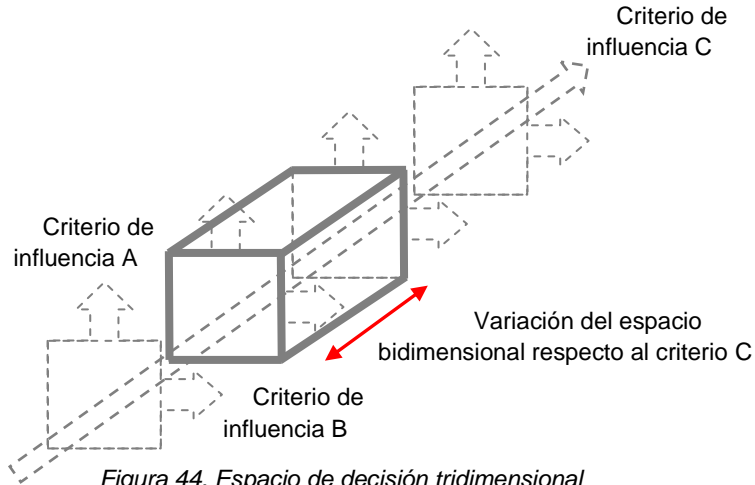 Criterio de
influencia C
Criterio de
influencia A
Variación del espacio
bidimensional respecto al criterio C
Criterio de
influencia B
Figura 44. Espacio de decisión tridimensional